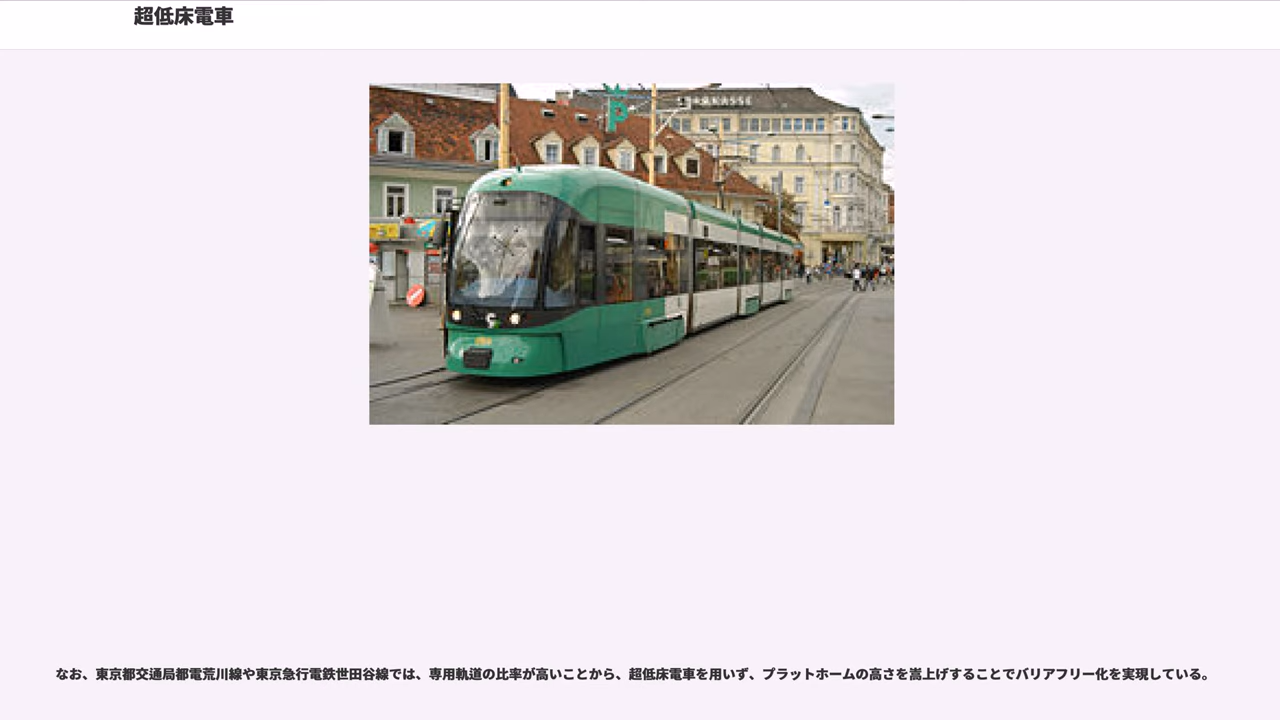 超低床電車
SPARKASSE
P
なお、東京都交通局都電荒川線や東京急行電鉄世田谷線では、専用軌道の比率が高いことから、超低床電車を用いず、プラットホームの高さを嵩上げすることでバリアフリー化を実現している。